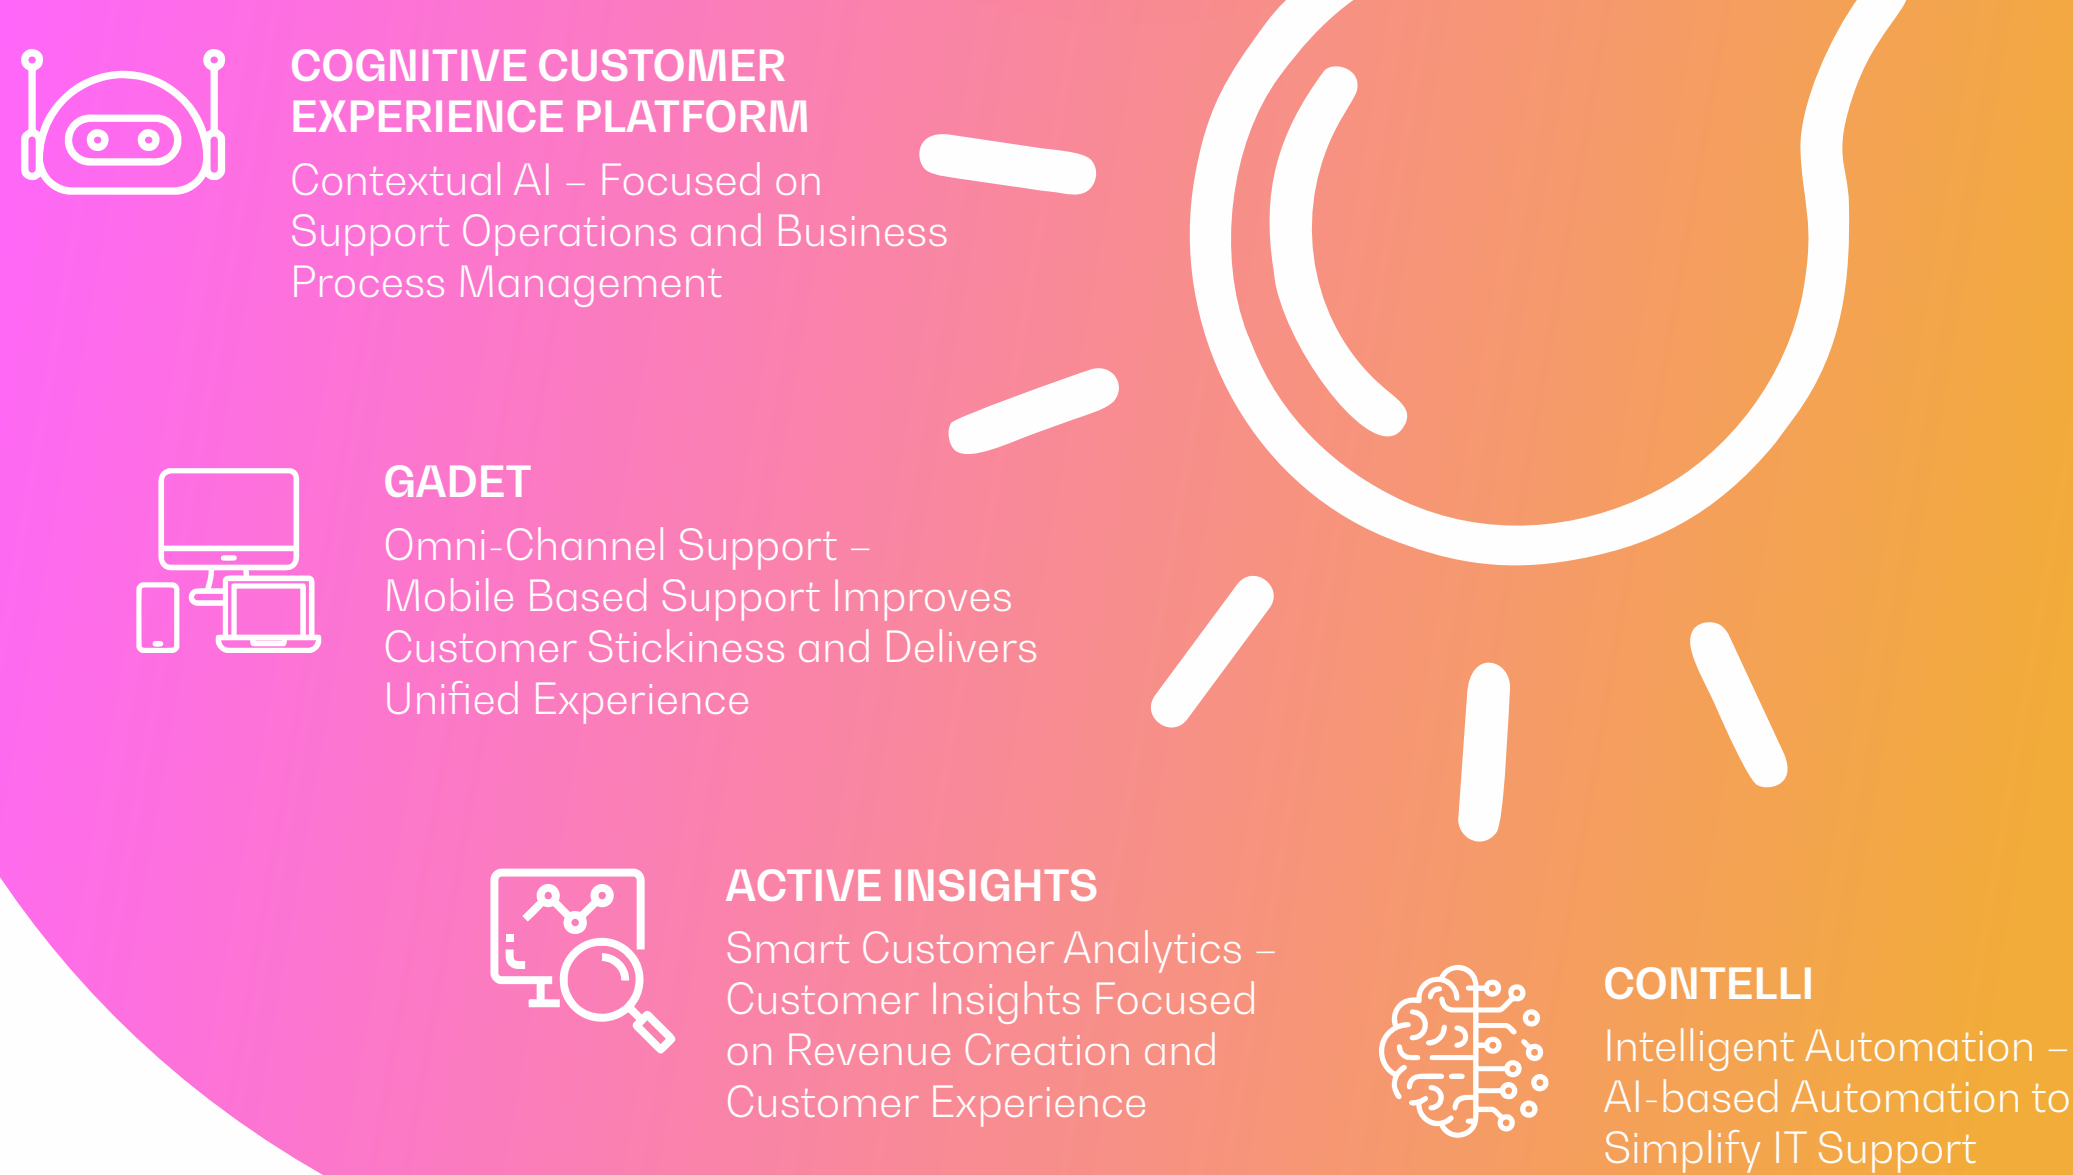 COGNITIVE CUSTOMER
EXPERIENCE PLATFORM
Contextual AI – Focused on
Support Operations and Business
Process Management
GADET
Omni-Channel Support –
Mobile Based Support Improves
Customer Stickiness and Delivers
Unified Experience
ACTIVE INSIGHTS
Smart Customer Analytics –
Customer Insights Focused
on Revenue Creation and
Customer Experience
CONTELLI
Intelligent Automation –
AI-based Automation to
Simplify IT Support